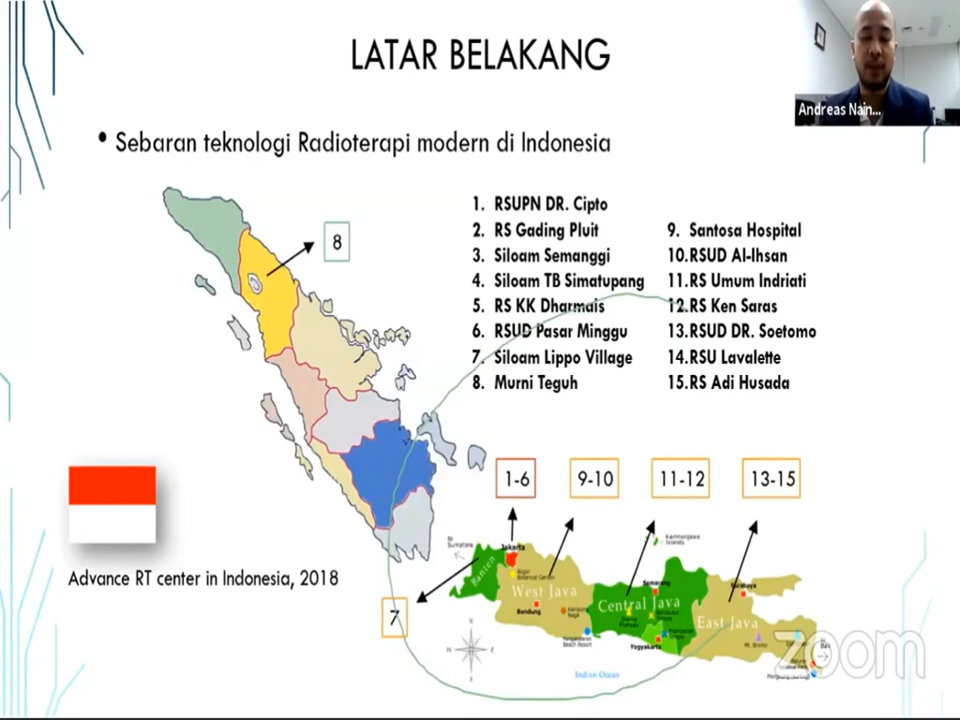 LATAR BELAKANG
Andreas Nain...
• Sebaran teknologi Radioterapi modern di Indonesia
1. RSUPN DR. Cipto
2. RS Gading Pluit
3. Siloam Semanggi
4. Siloam TB Simatupang
5. RS KK Dharmais
6. RSUD Pasar Minggu
7. Siloam Lippo Village
8. Murni Teguh
9. Santosa Hospital
10.RSUD Al-Ihsan
11.RS Umum Indriati
12.RS Ken Saras
13.RSUD DR. Soetomo
14.RSU Lavalette
15.RS Adi Husada
8
1-6
9-10
11-12
13-15
7
Advance RT center in Indonesia, 2018
Jakarta
Banten
West Java
Bandung
Central Java
Semarang
Yogyakarta
East Java
Surabaya
Mt. Bromo
Indian Ocean
N
W
E
S
zoom